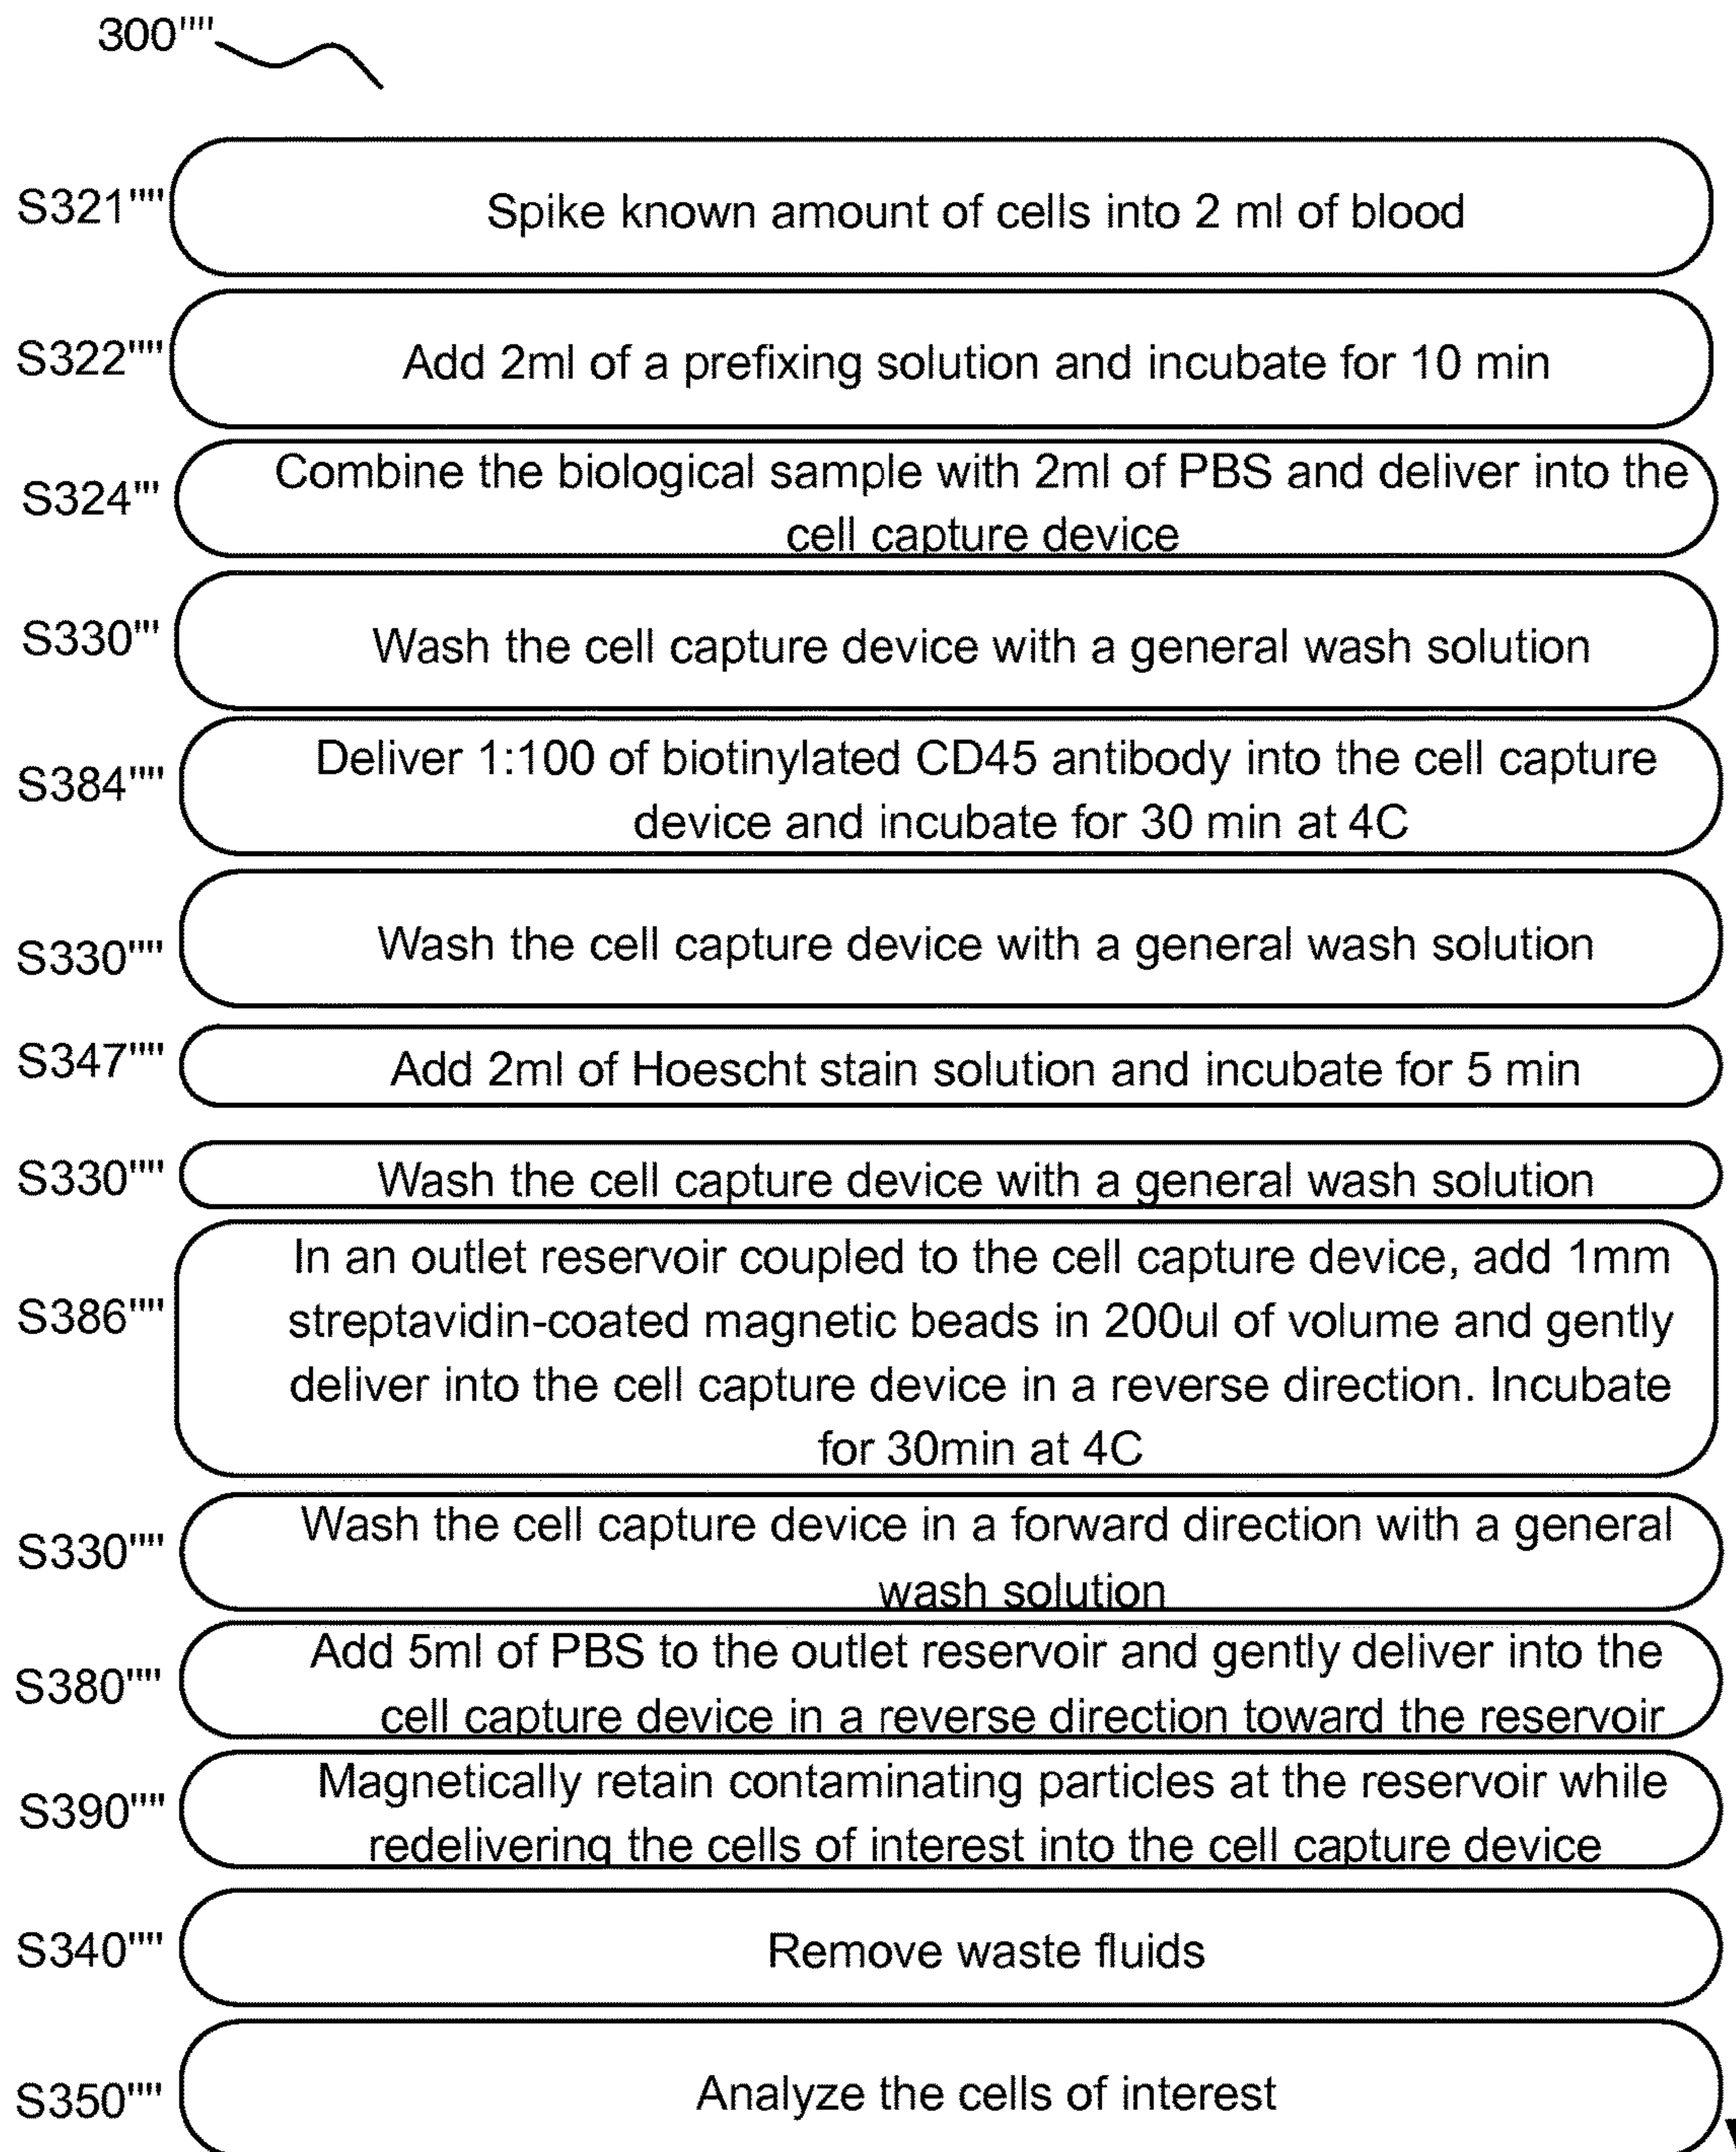 300''''
S321'''' Spike known amount of cells into 2 ml of blood
S322'''' Add 2ml of a prefixing solution and incubate for 10 min
Combine the biological sample with 2ml of PBS and deliver into the
S324'''
cell capture device
S330''' Wash the cell capture device with a general wash solution
Deliver 1:100 of biotinylated CD45 antibody into the cell capture
S384''''
device and incubate for 30 min at 4C
S330'''' Wash the cell capture device with a general wash solution
S347'''' Add 2ml of Hoescht stain solution and incubate for 5 min
S330'''' Wash the cell capture device with a general wash solution
In an outlet reservoir coupled to the cell capture device, add 1mm
S386'''' streptavidin-coated magnetic beads in 200ul of volume and gently
deliver into the cell capture device in a reverse direction. Incubate
for 30min at 4C
Wash the cell capture device in a forward direction with a general
S330''''
wash solution
Add 5ml of PBS to the outlet reservoir and gently deliver into the
S380''''
cell capture device in a reverse direction toward the reservoir
Magnetically retain contaminating particles at the reservoir while
S390''''
redelivering the cells of interest into the cell capture device
S340'''' Remove waste fluids
S350'''' Analyze the cells of interest